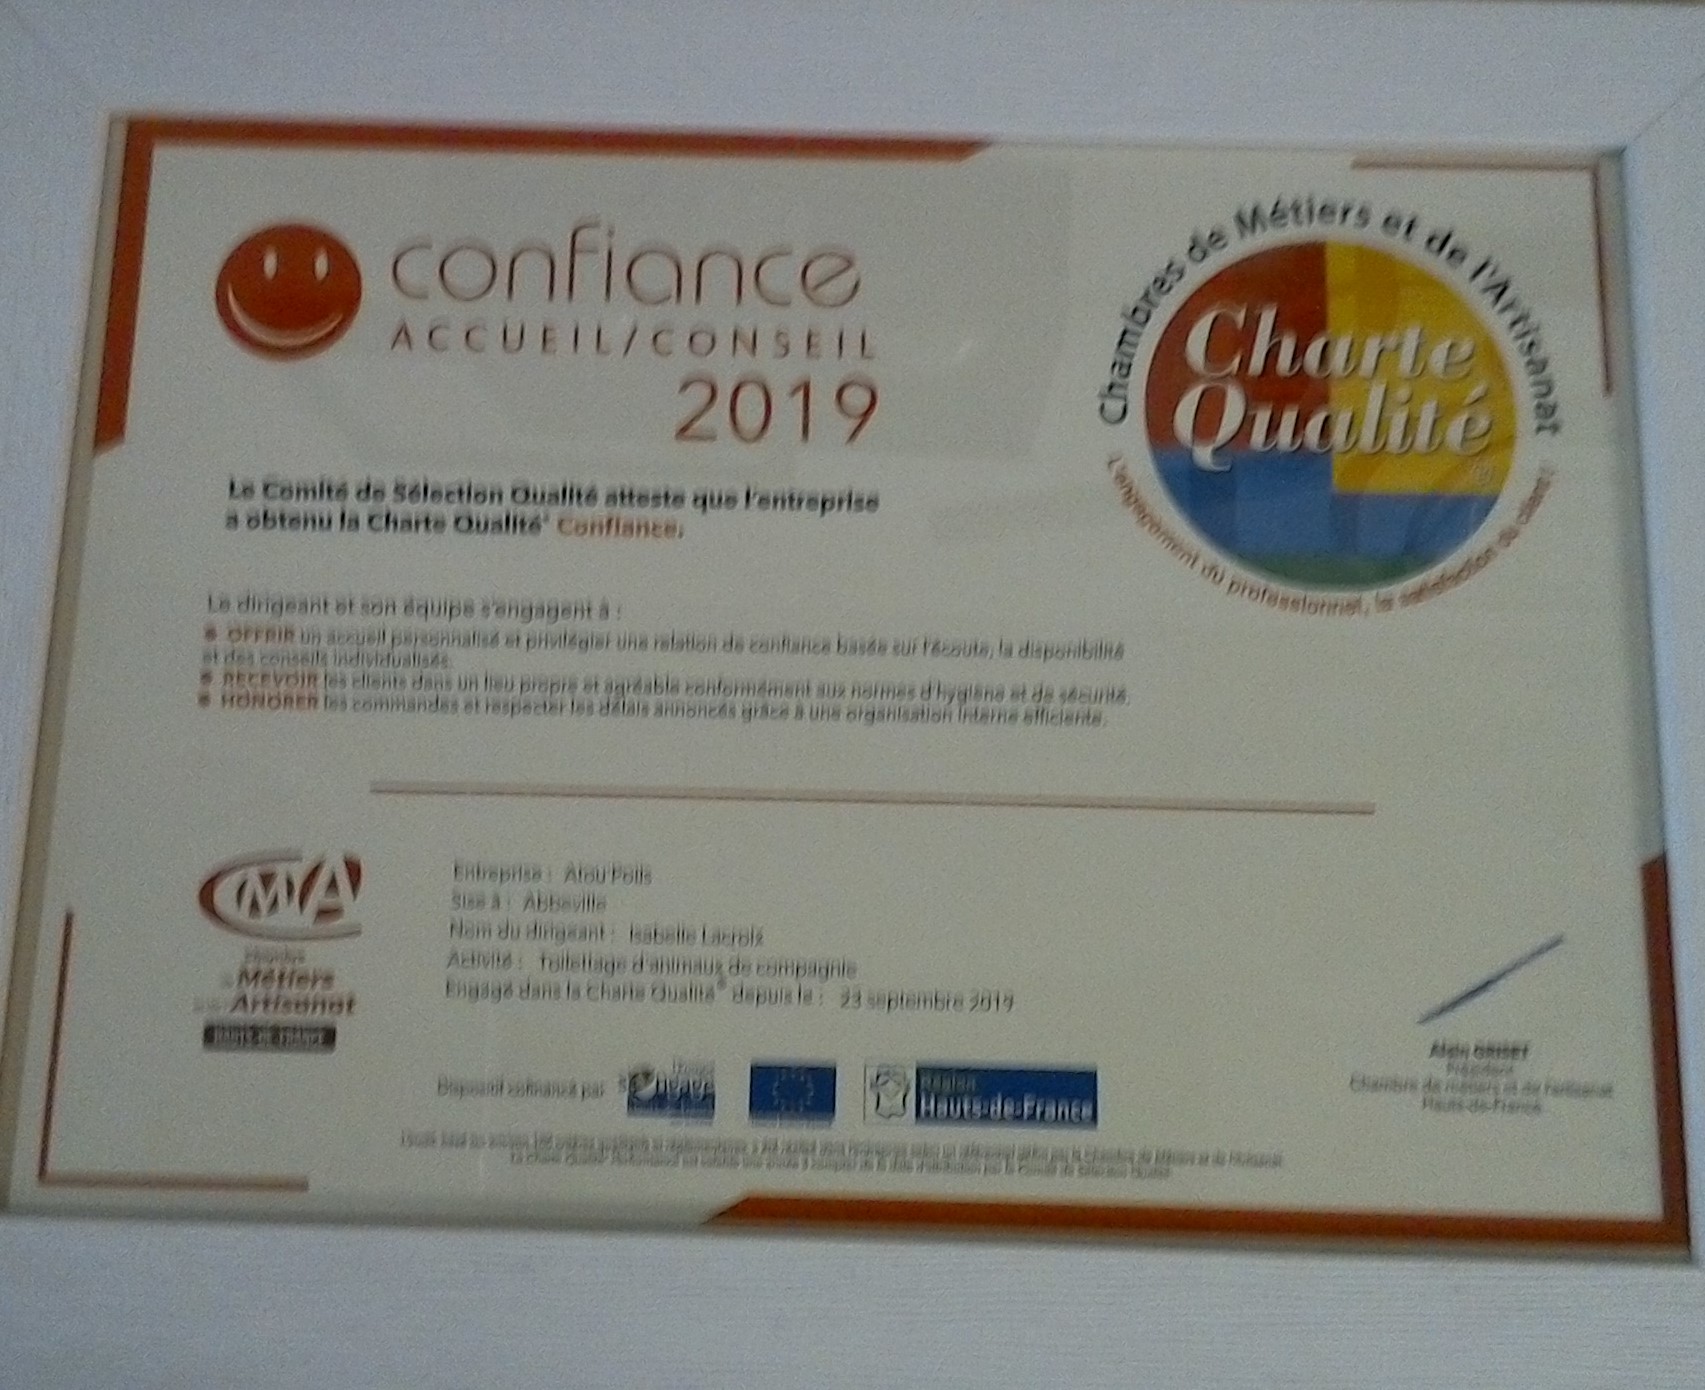 confiance
ACCUEIL/CONSEIL
2019
Chambres de Métiers et de l'Artisanat
Charte
Qualité
L'engagement du professionnel, la satisfaction du client !
Le Comité de Sélection Qualité atteste que l'entreprise
a obtenu la Charte Qualité® Confiance.
Le dirigeant et son équipe s'engagent à :
• OFFRIR un accueil personnalisé et privilégier une relation de confiance basée sur l'écoute, la disponibilité
et des conseils individualisés.
• RECEVOIR les clients dans un lieu propre et agréable conformément aux normes d'hygiène et de sécurité.
• HONORER les commandes et respecter les délais annoncés grâce à une organisation interne efficiente.
CMA
Métiers
Artisanat
HAUTS-DE-FRANCE
Entreprise : Atou'Poils
Sise à : Abbeville
Nom du dirigeant : Isabelle Lacroix
Activité : Toilettage d'animaux de compagnie
Engagé dans la Charte Qualité® depuis le : 23 septembre 2019
Alain GRISET
Président
Chambre de métiers et de l'artisanat
Hauts-de-France
Dispositif cofinancé par
Région
Hauts-de-France